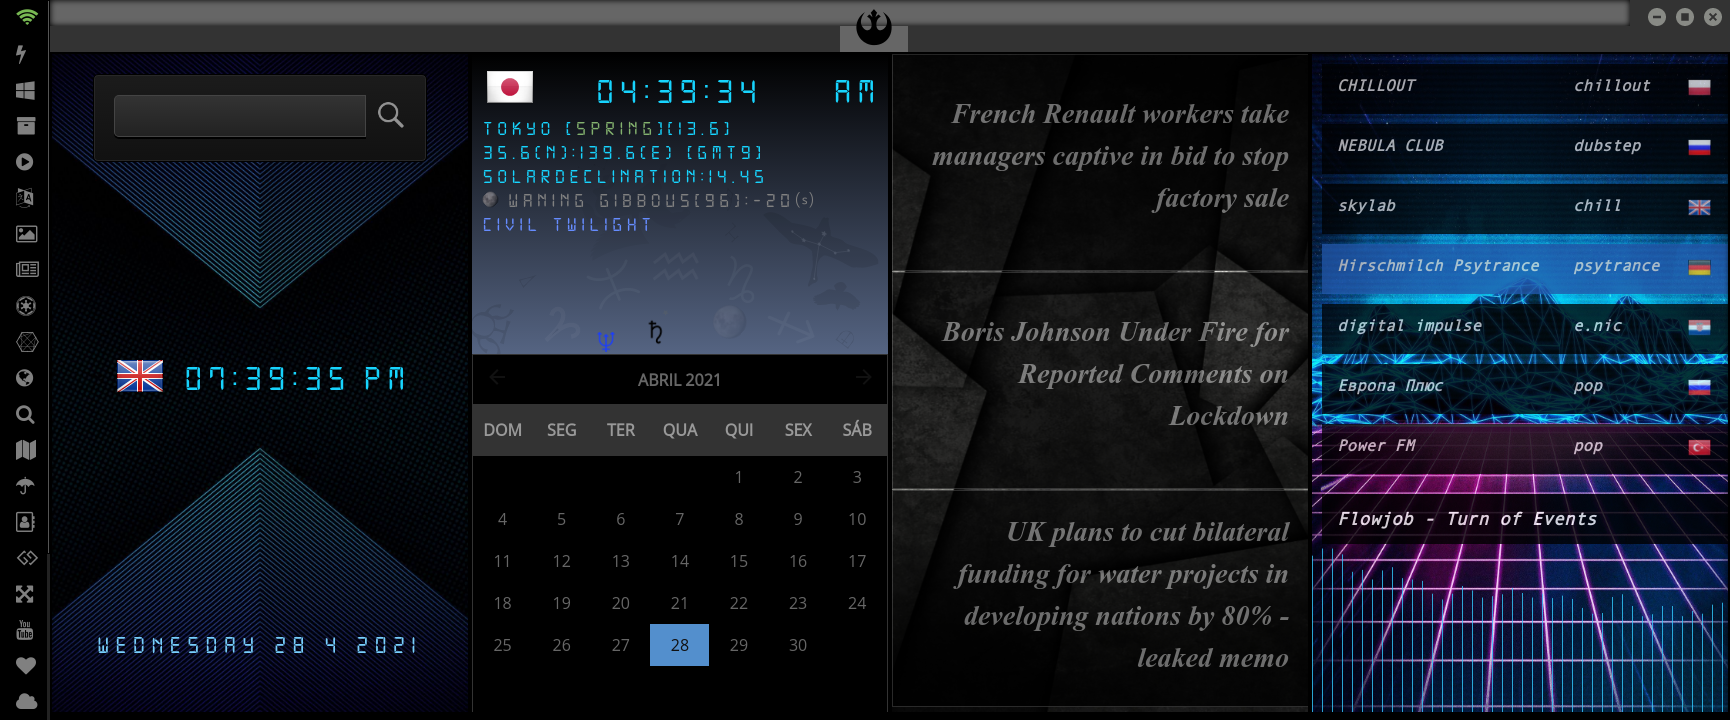 07:39:35 PM
WEDNESDAY 28 4 2021
04:39:34 AM
TOKYO [SPRING][13.6]
35.6(N):139.6(E) [GMT9]
SOLARDECLINATION:14.45
WANING GIBBOUS[96]:-20(s)
CIVIL TWILIGHT
ABRIL 2021
DOM SEG TER QUA QUI SEX SÁB
1 2 3
4 5 6 7 8 9 10
11 12 13 14 15 16 17
18 19 20 21 22 23 24
25 26 27 28 29 30
French Renault workers take
managers captive in bid to stop
factory sale
Boris Johnson Under Fire for
Reported Comments on
Lockdown
UK plans to cut bilateral
funding for water projects in
developing nations by 80% -
leaked memo
CHILLOUT chillout
NEBULA CLUB dubstep
skylab chill
Hirschmilch Psytrance psytrance
digital impulse e.nic
Европа Плюс pop
Power FM pop
Flowjob - Turn of Events
You
Tube